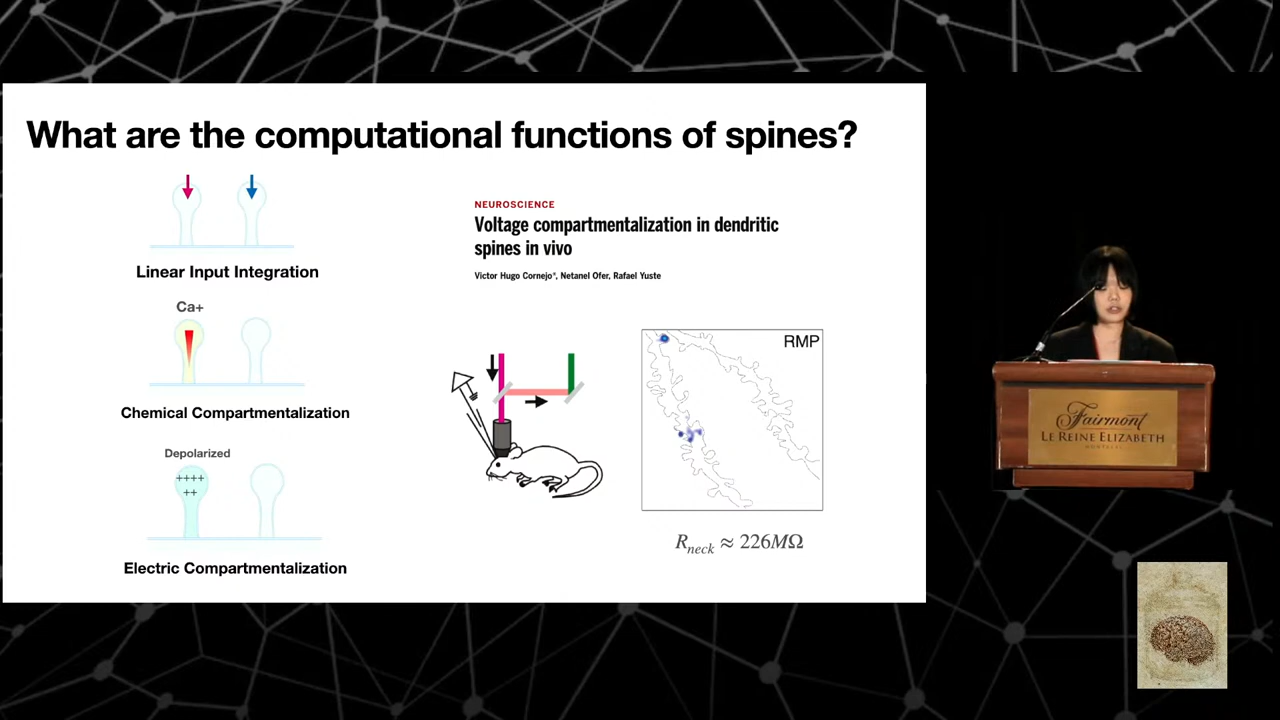 What are the computational functions of spines?
Linear Input Integration
Ca+
Chemical Compartmentalization
Depolarized
++++
++
Electric Compartmentalization
NEUROSCIENCE
Voltage compartmentalization in dendritic
spines in vivo
Victor Hugo Cornejo*, Netanel Ofer, Rafael Yuste
RMP
R_neck ≈ 226MΩ
Fairmont
LE REINE ELIZABETH
MONTREAL